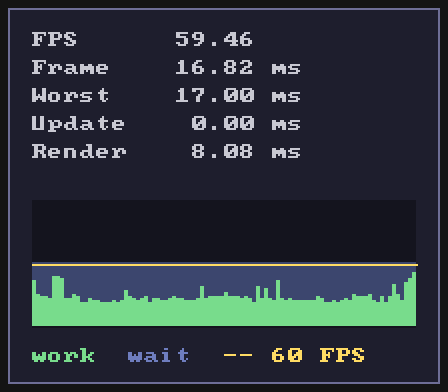 FPS 59.46
Frame 16.82 ms
Worst 17.00 ms
Update 0.00 ms
Render 8.08 ms
work wait -- 60 FPS